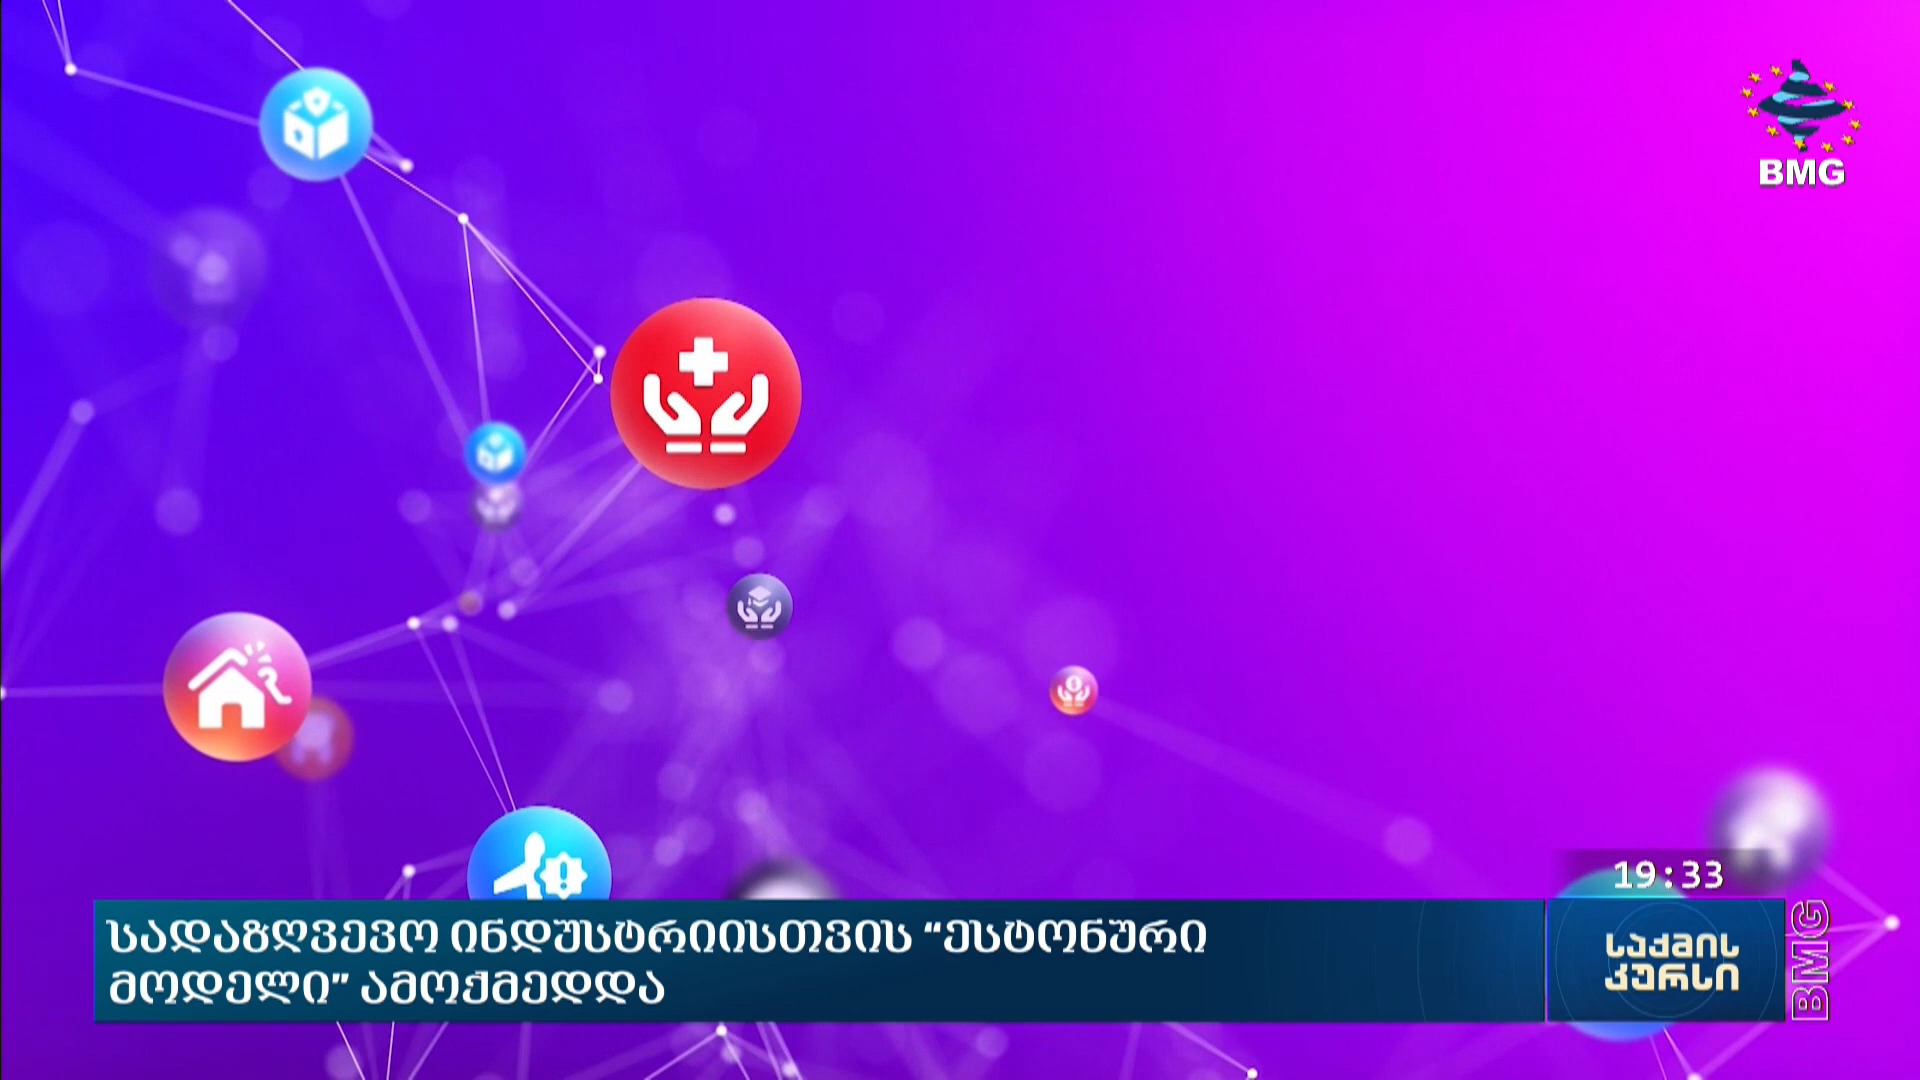 BMG
19:33
სადაზღვევო ინდუსტრიისთვის “ესტონური
მოდელი” ამოქმედდა
საქმის
კურსი
BMG